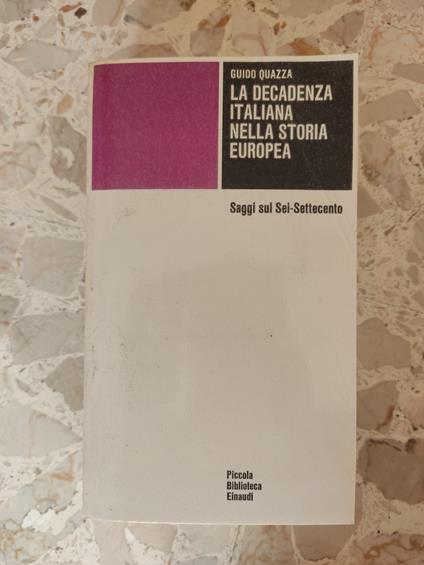 GUIDO QUAZZA
LA DECADENZA
ITALIANA
NELLA STORIA
EUROPEA
Saggi sul Sei-Settecento
Piccola
Biblioteca
Einaudi